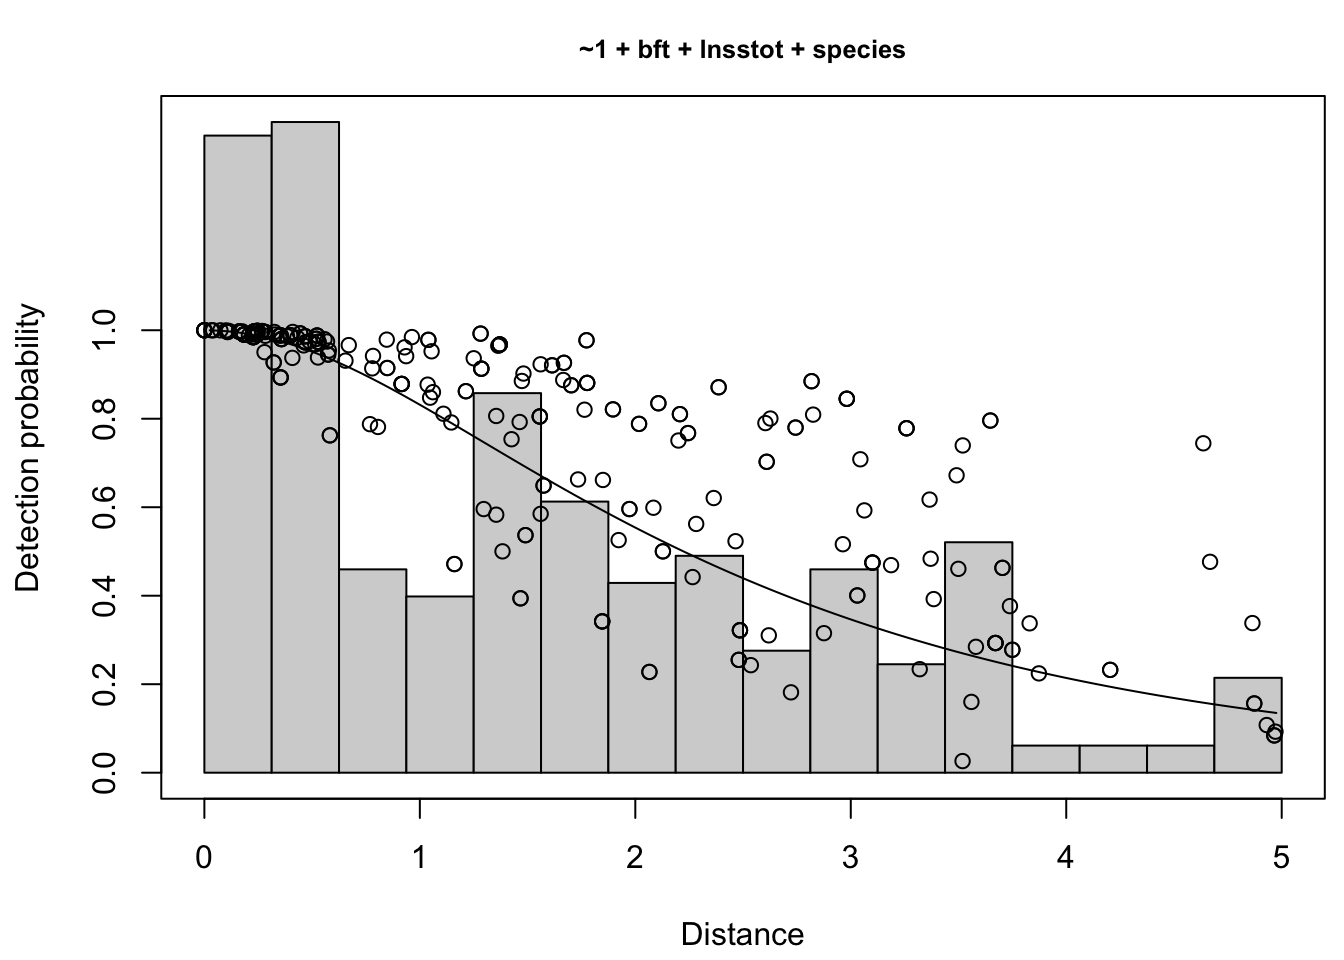 ~1 + bft + lnsstot + species
Detection probability
1.0
0.8
0.6
0.4
0.2
0.0
0 1 2 3 4 5
Distance